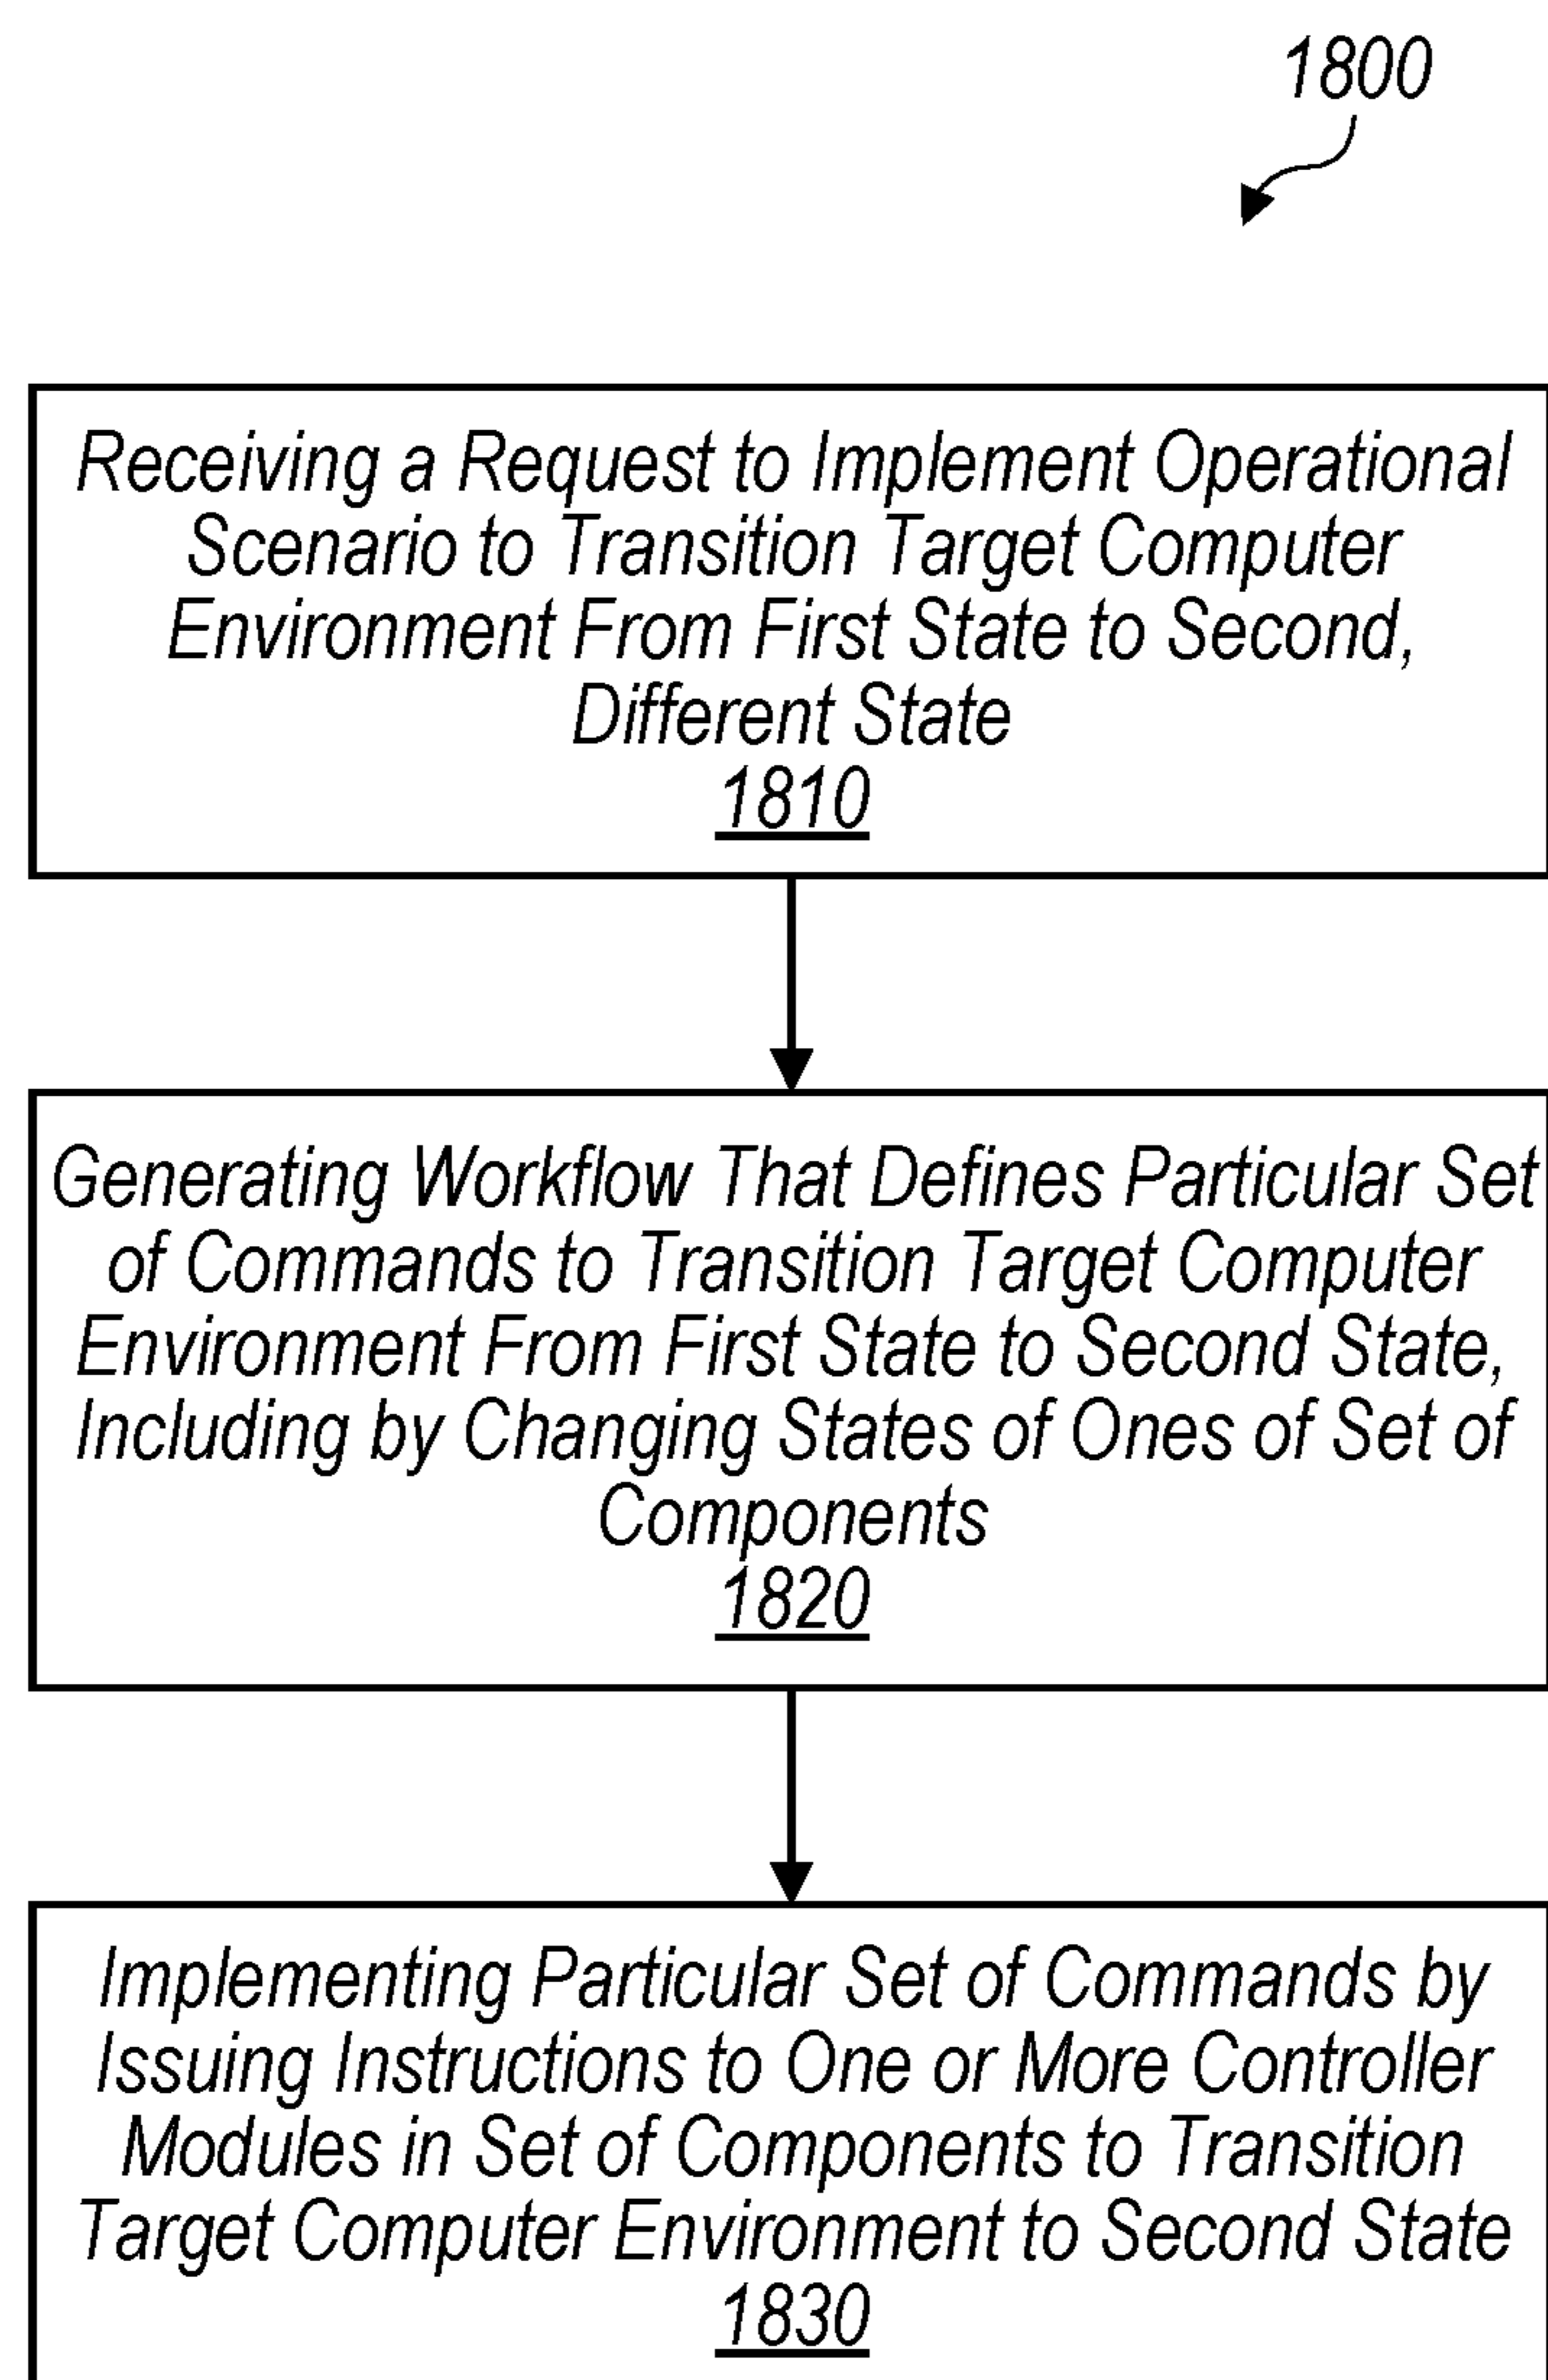 1800
Receiving a Request to Implement Operational
Scenario to Transition Target Computer
Environment From First State to Second,
Different State
1810
Generating Workflow That Defines Particular Set
of Commands to Transition Target Computer
Environment From First State to Second State,
Including by Changing States of Ones of Set of
Components
1820
Implementing Particular Set of Commands by
Issuing Instructions to One or More Controller
Modules in Set of Components to Transition
Target Computer Environment to Second State
1830